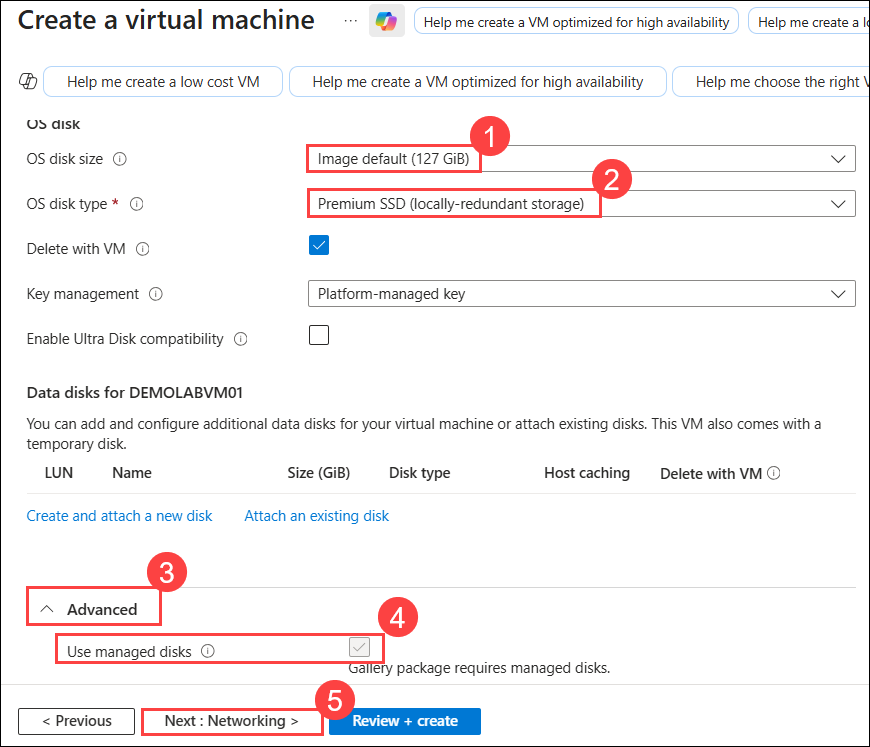 Create a virtual machine ... Help me create a VM optimized for high availability Help me create a
Help me create a low cost VM Help me create a VM optimized for high availability Help me choose the right
OS disk
1
OS disk size Image default (127 GiB)
2
OS disk type * Premium SSD (locally-redundant storage)
Delete with VM
Key management Platform-managed key
Enable Ultra Disk compatibility
Data disks for DEMOLABVM01
You can add and configure additional data disks for your virtual machine or attach existing disks. This VM also comes with a
temporary disk.
LUN Name Size (GiB) Disk type Host caching Delete with VM
Create and attach a new disk Attach an existing disk
3
Advanced
4
Use managed disks
Gallery package requires managed disks.
5
< Previous Next : Networking > Review + create